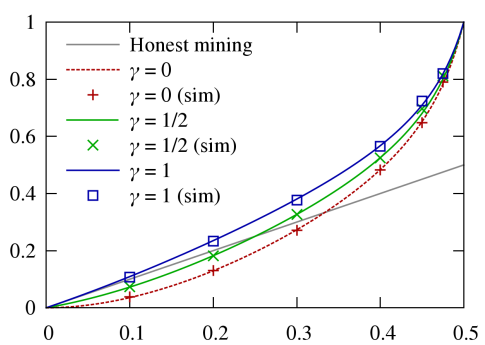 1
0.8
0.6
0.4
0.2
0
Honest mining
γ = 0
γ = 0 (sim)
γ = 1/2
γ = 1/2 (sim)
γ = 1
γ = 1 (sim)
0 0.1 0.2 0.3 0.4 0.5